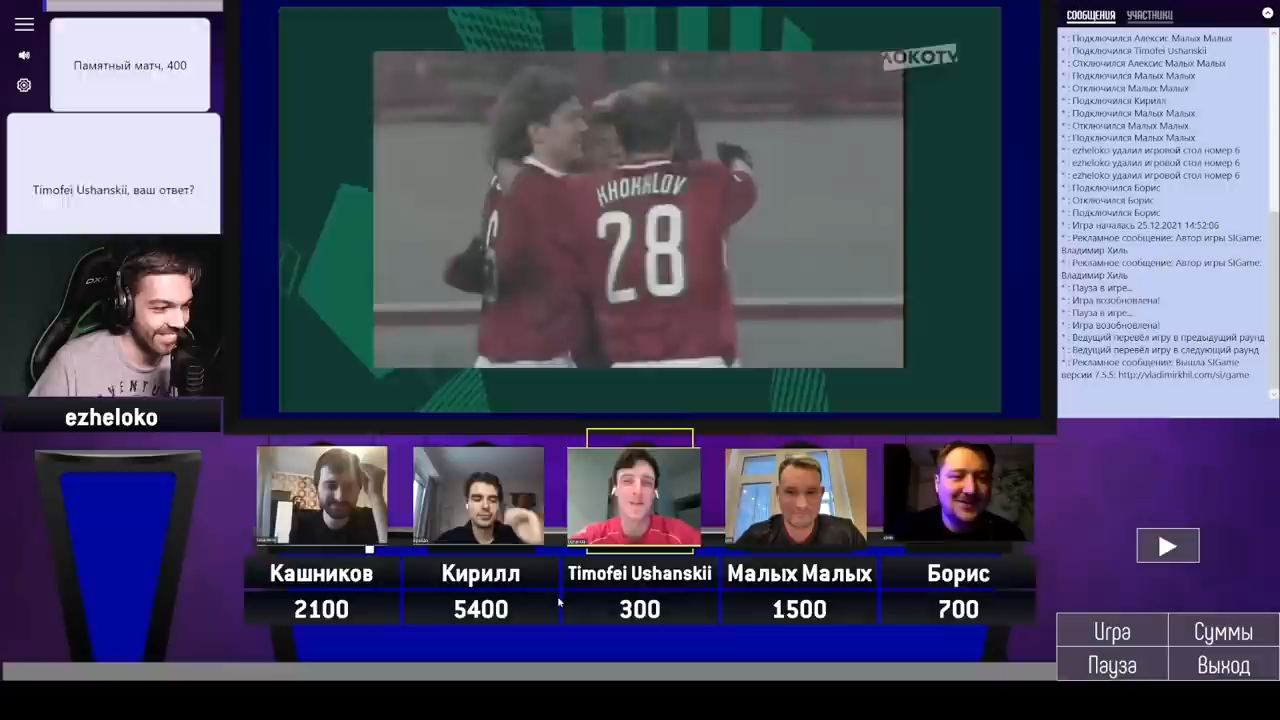 Памятный матч, 400
Timofei Ushanskii, ваш ответ?
ezheloko
KHOKHLOV
28
СООБЩЕНИЯ
УЧАСТНИКИ
* : Подключился Алексис Малых Малых
* : Подключился Timofei Ushanskii
* : Отключился Алексис Малых Малых
* : Подключился Малых Малых
* : Отключился Малых Малых
* : Подключился Кирилл
* : Подключился Малых Малых
* : Отключился Малых Малых
* : Подключился Малых Малых
* : ezheloko удалил игровой стол номер 6
* : ezheloko удалил игровой стол номер 6
* : ezheloko удалил игровой стол номер 6
* : Подключился Борис
* : Отключился Борис
* : Подключился Борис
* : Игра началась 25.12.2021 14:52:06
* : Рекламное сообщение: Автор игры SIGame:
Владимир Хиль
* : Рекламное сообщение: Автор игры SIGame:
Владимир Хиль
* : Пауза в игре...
* : Игра возобновлена!
* : Пауза в игре...
* : Игра возобновлена!
* : Ведущий перевёл игру в предыдущий раунд
* : Ведущий перевёл игру в следующий раунд
* : Рекламное сообщение: Вышла SIGame
версии 7.5.5: http://vladimirkhil.com/si/game
Кашников
Кирилл
Timofei Ushanskii
Малых Малых
Борис
2100
5400
300
1500
700
Игра
Суммы
Пауза
Выход